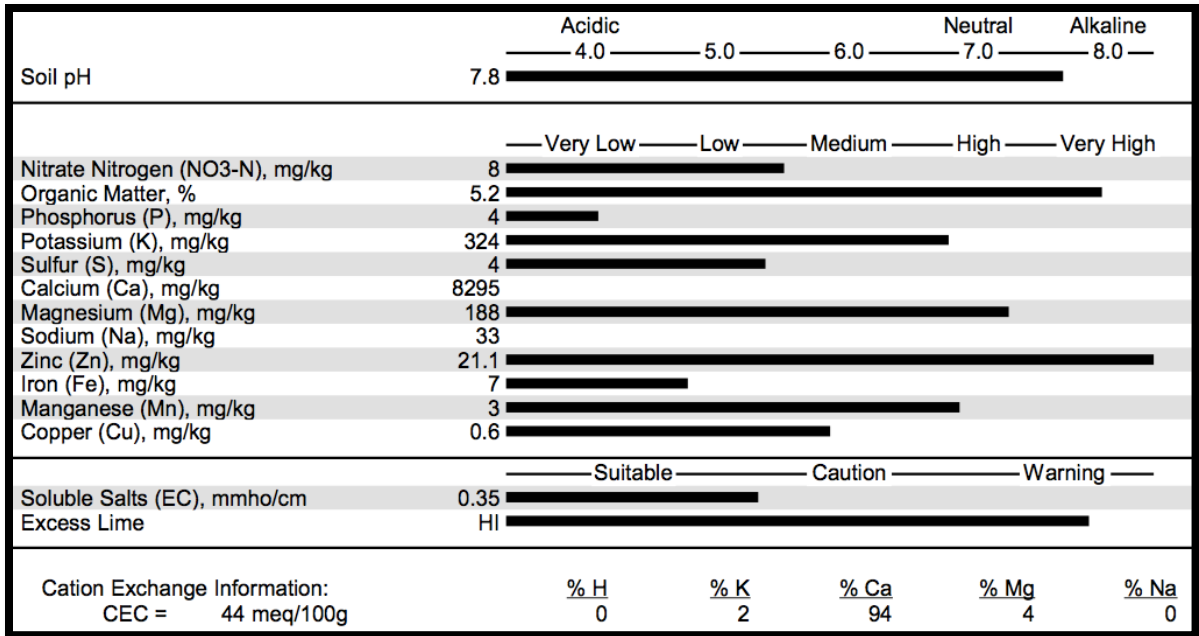 Acidic Neutral Alkaline
4.0 5.0 6.0 7.0 8.0
Soil pH 7.8
Very Low Low Medium High Very High
Nitrate Nitrogen (NO3-N), mg/kg 8
Organic Matter, % 5.2
Phosphorus (P), mg/kg 4
Potassium (K), mg/kg 324
Sulfur (S), mg/kg 4
Calcium (Ca), mg/kg 8295
Magnesium (Mg), mg/kg 188
Sodium (Na), mg/kg 33
Zinc (Zn), mg/kg 21.1
Iron (Fe), mg/kg 7
Manganese (Mn), mg/kg 3
Copper (Cu), mg/kg 0.6
Suitable Caution Warning
Soluble Salts (EC), mmho/cm 0.35
Excess Lime HI
Cation Exchange Information: % H % K % Ca % Mg % Na
CEC = 44 meq/100g 0 2 94 4 0